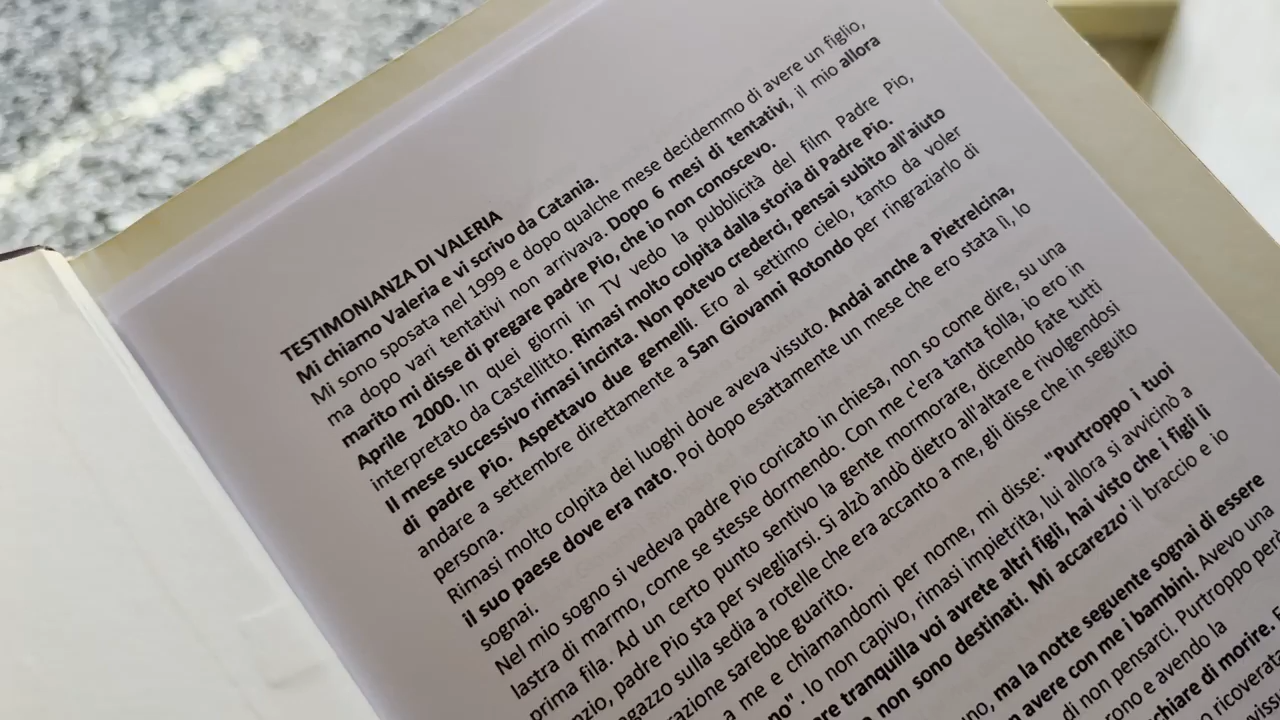 TESTIMONIANZA DI VALERIA
Mi chiamo Valeria e vi scrivo da Catania.
Mi sono sposata nel 1999 e dopo qualche mese decidemmo di avere un figlio,
ma dopo vari tentativi non arrivava. Dopo 6 mesi di tentativi, il mio allora
marito mi disse di pregare padre Pio, che io non conoscevo.
Aprile 2000. In quei giorni in TV vedo la pubblicità del film Padre Pio,
interpretato da Castellitto. Rimasi molto colpita dalla storia di Padre Pio.
Il mese successivo rimasi incinta. Non potevo crederci, pensai subito all'aiuto
di padre Pio. Aspettavo due gemelli. Ero al settimo cielo, tanto da voler
andare a settembre direttamente a San Giovanni Rotondo per ringraziarlo di
persona.
Rimasi molto colpita dei luoghi dove aveva vissuto. Andai anche a Pietrelcina,
il suo paese dove era nato. Poi dopo esattamente un mese che ero stata lì, lo
sognai.
Nel mio sogno si vedeva padre Pio coricato in chiesa, non so come dire, su una
lastra di marmo, come se stesse dormendo. Con me c'era tanta folla, io ero in
prima fila. Ad un certo punto sentivo la gente mormorare, dicendo fate tutti
padre Pio sta per svegliarsi. Si alzò andò dietro all'altare e rivolgendosi
sulla sedia a rotelle che era accanto a me, gli disse che in seguito
sarebbe guarito.
a me e chiamandomi per nome, mi disse: "Purtroppo i tuoi
Io non capivo, rimasi impietrita, lui allora si avvicinò a
tranquilla voi avrete altri figli, hai visto che i figli li
non sono destinati. Mi accarezzo' il braccio e io
ma la notte seguente sognai di essere
avere con me i bambini. Avevo una
di non pensarci. Purtroppo
e avendo la
di morire.